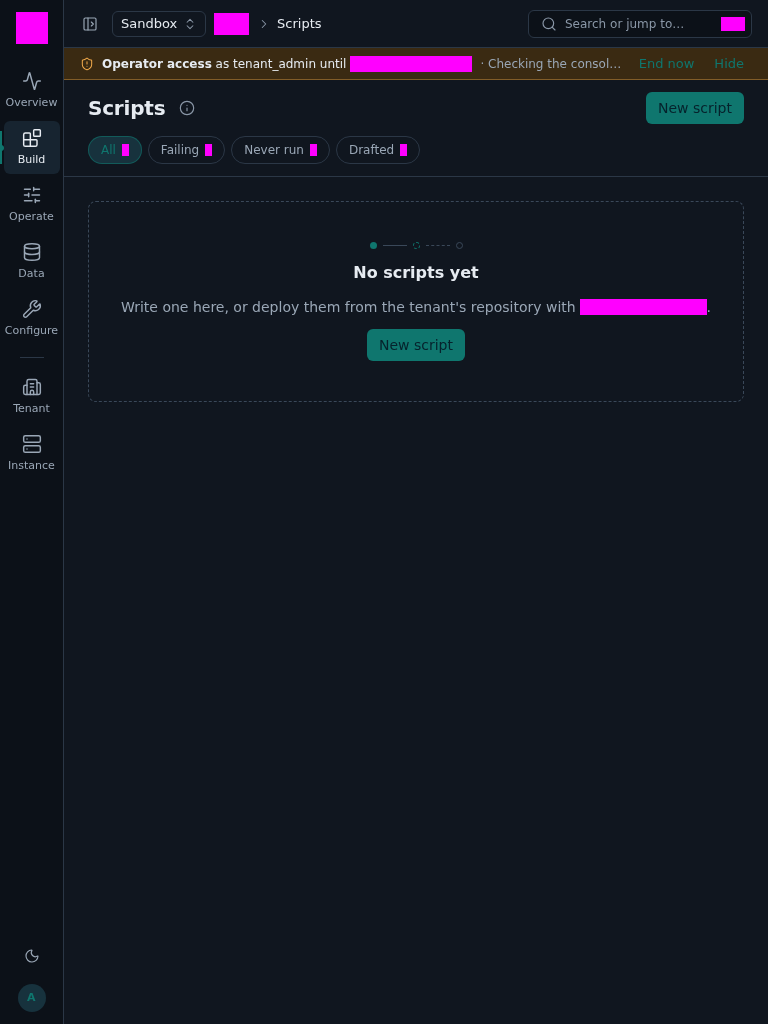 Sandbox
Scripts
Search or jump to…
Operator access as tenant_admin until · Checking the consol… End now Hide
Overview
Build
Operate
Data
Configure
Tenant
Instance
Scripts
New script
All Failing Never run Drafted
No scripts yet
Write one here, or deploy them from the tenant's repository with .
New script
A